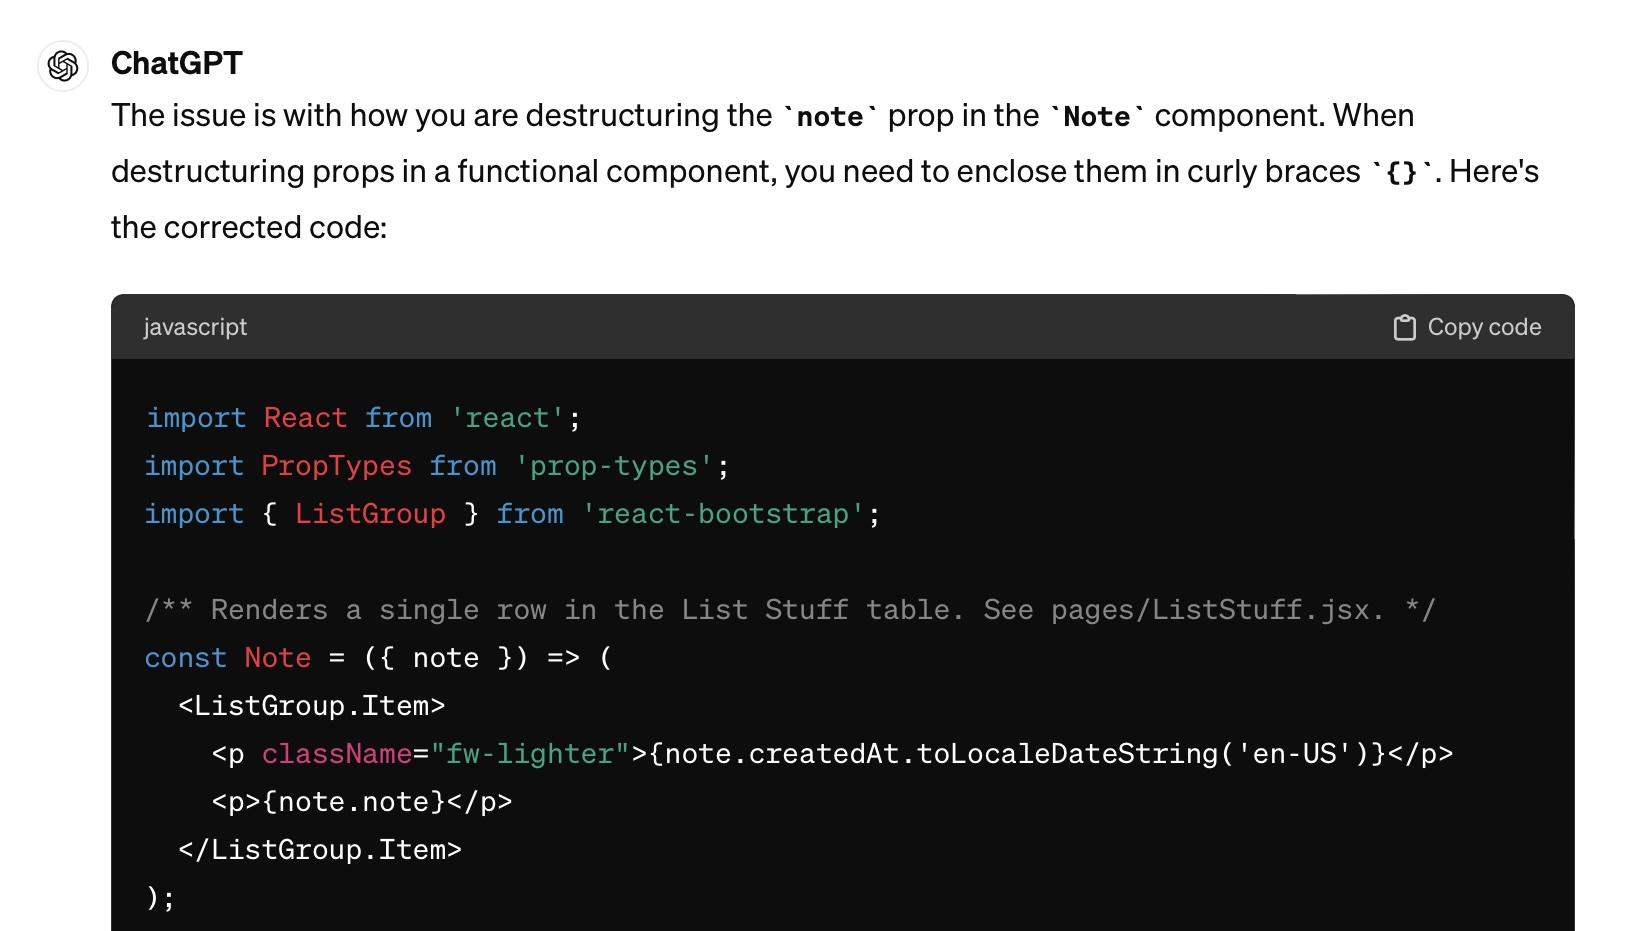 ChatGPT
The issue is with how you are destructuring the `note` prop in the `Note` component. When
destructuring props in a functional component, you need to enclose them in curly braces `{}`. Here's
the corrected code:
javascript
Copy code
import React from 'react';
import PropTypes from 'prop-types';
import { ListGroup } from 'react-bootstrap';
/** Renders a single row in the List Stuff table. See pages/ListStuff.jsx. */
const Note = ({ note }) => (
  <ListGroup.Item>
    <p className="fw-lighter">{note.createdAt.toLocaleDateString('en-US')}</p>
    <p>{note.note}</p>
  </ListGroup.Item>
);